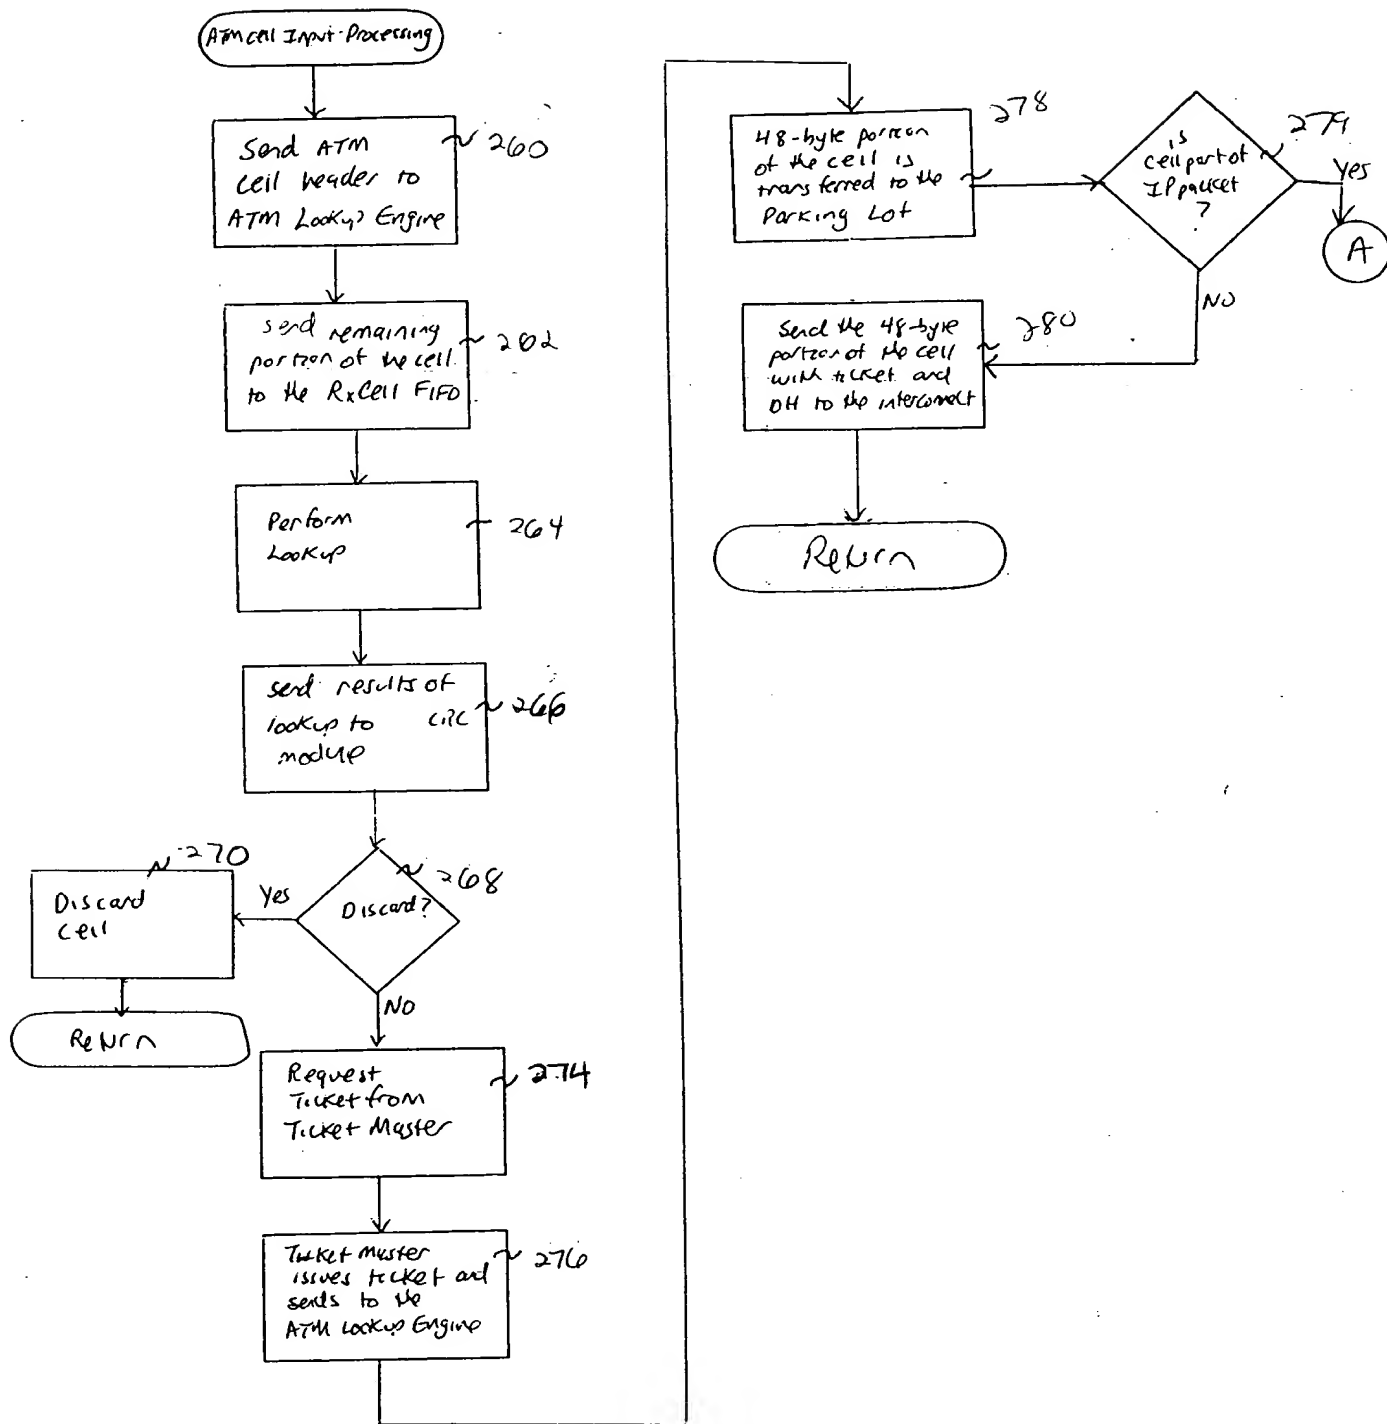 ATM cell Input Processing
Send ATM
Cell header to
ATM Lookup Engine
260
send remaining
portion of the cell
to the RxCell FIFO
262
Perform
Lookup
264
send results of
lookup to CRC
module
266
Discard?
268
Yes
Discard
Cell
270
Return
NO
Request
Ticket from
Ticket Master
274
Ticket Master
issues ticket and
sends to the
ATM Lookup Engine
276
48-byte portion
of the cell is
transferred to the
Parking Lot
278
is
Cell part of
IP packet
?
279
Yes
A
NO
Send the 48-byte
portion of the cell
with ticket and
DH to the interconnect
280
Return